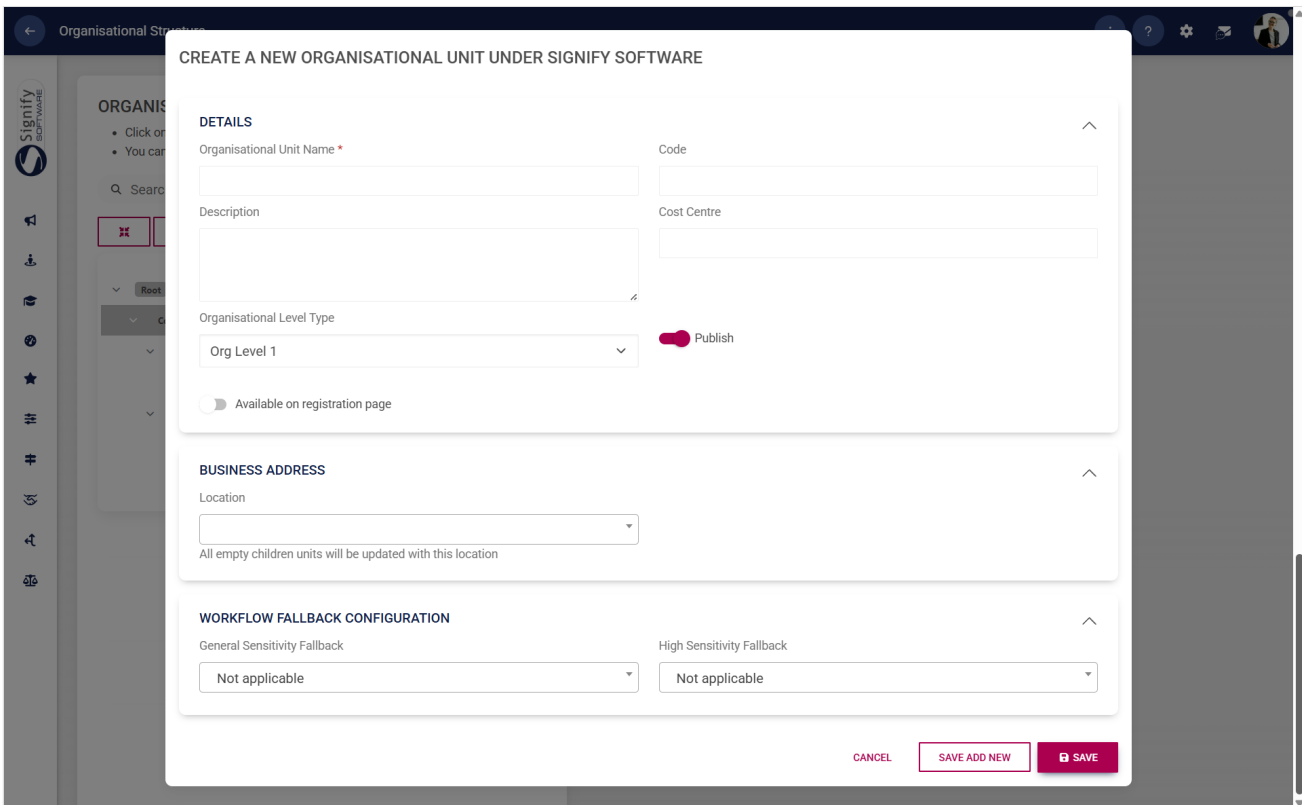 Organisational Structure
?
CREATE A NEW ORGANISATIONAL UNIT UNDER SIGNIFY SOFTWARE
Signify
SOFTWARE
ORGANIS
Click or
You can
Searc
Root
DETAILS
Organisational Unit Name *
Code
Description
Cost Centre
Organisational Level Type
Org Level 1
Publish
Available on registration page
BUSINESS ADDRESS
Location
All empty children units will be updated with this location
WORKFLOW FALLBACK CONFIGURATION
General Sensitivity Fallback
High Sensitivity Fallback
Not applicable
Not applicable
CANCEL
SAVE ADD NEW
SAVE